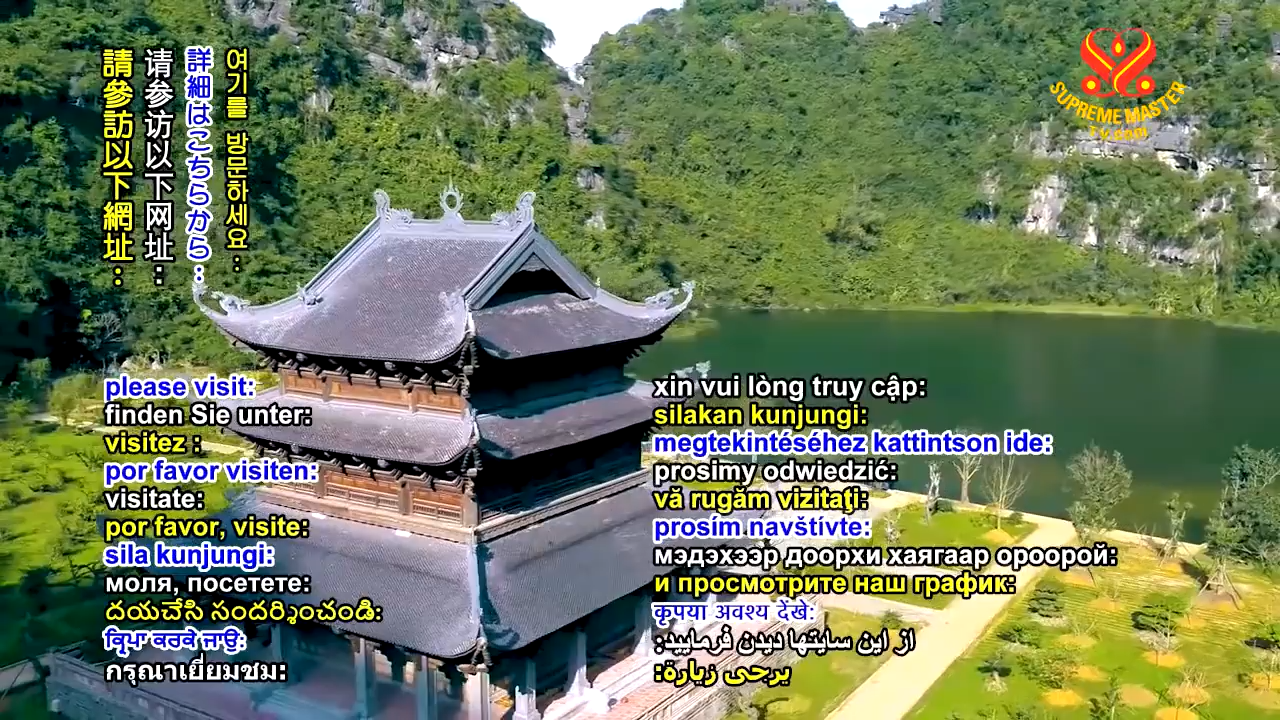 請參訪以下網址：
请参访以下网址：
詳細はこちらから：
여기를 방문하세요 :
SUPREME MASTER
TV.com
please visit:
finden Sie unter:
visitez :
por favor visiten:
visitate:
por favor, visite:
sila kunjungi:
моля, посетете:
దయచేసి సందర్శించండి:
ਕ੍ਰਿਪਾ ਕਰਕੇ ਜਾਉ:
กรุณาเยี่ยมชม:
xin vui lòng truy cập:
silakan kunjungi:
megtekintéséhez kattintson ide:
prosimy odwiedzić:
vă rugăm vizitaţi:
prosím navštívte:
мэдэхээр доорхи хаягаар ороорой:
и просмотрите наш график:
कृपया अवश्य देंखे:
از این سایتها دیدن فرمایید:
يرحى زيارة: